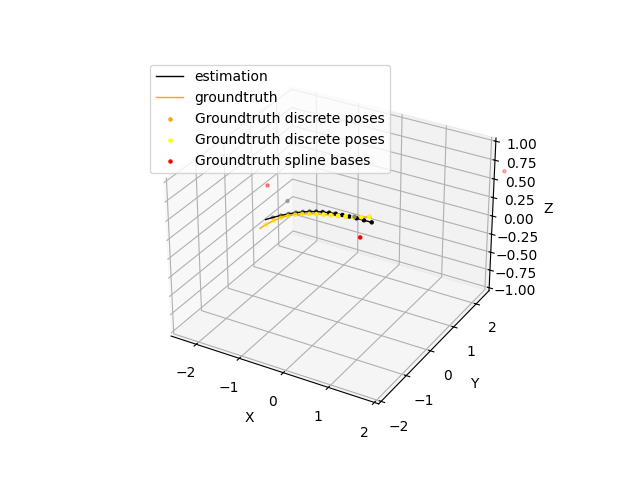 estimation
groundtruth
Groundtruth discrete poses
Groundtruth discrete poses
Groundtruth spline bases
1.00
0.75
0.50
0.25
0.00
−0.25
−0.50
−0.75
−1.00
Z
2
1
0
−1
−2
Y
−2
−1
0
1
2
X